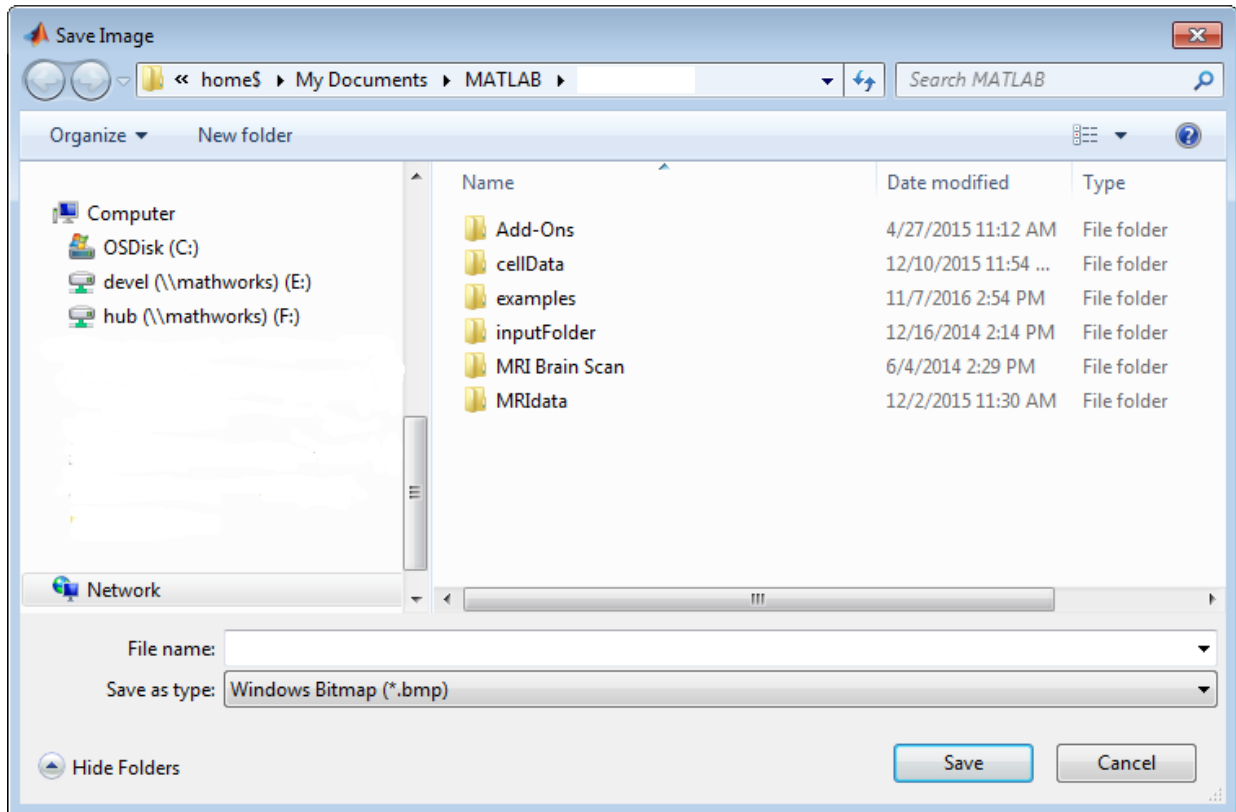 Save Image
« home$ ▸ My Documents ▸ MATLAB ▸ Search MATLAB
Organize New folder
Name Date modified Type
Computer
OSDisk (C:)
devel (\\mathworks) (E:)
hub (\\mathworks) (F:)
Network
Add-Ons 4/27/2015 11:12 AM File folder
cellData 12/10/2015 11:54 ... File folder
examples 11/7/2016 2:54 PM File folder
inputFolder 12/16/2014 2:14 PM File folder
MRI Brain Scan 6/4/2014 2:29 PM File folder
MRIdata 12/2/2015 11:30 AM File folder
File name:
Save as type: Windows Bitmap (*.bmp)
Hide Folders Save Cancel